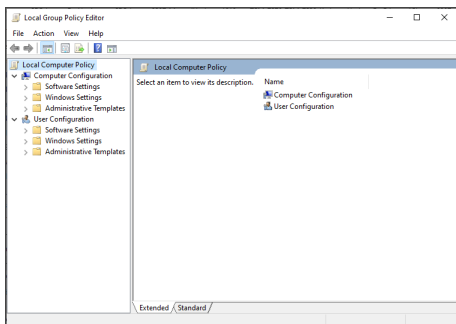 Local Group Policy Editor
File Action View Help
Local Computer Policy
Computer Configuration
Software Settings
Windows Settings
Administrative Templates
User Configuration
Software Settings
Windows Settings
Administrative Templates
Local Computer Policy
Select an item to view its description.
Name
Computer Configuration
User Configuration
Extended Standard